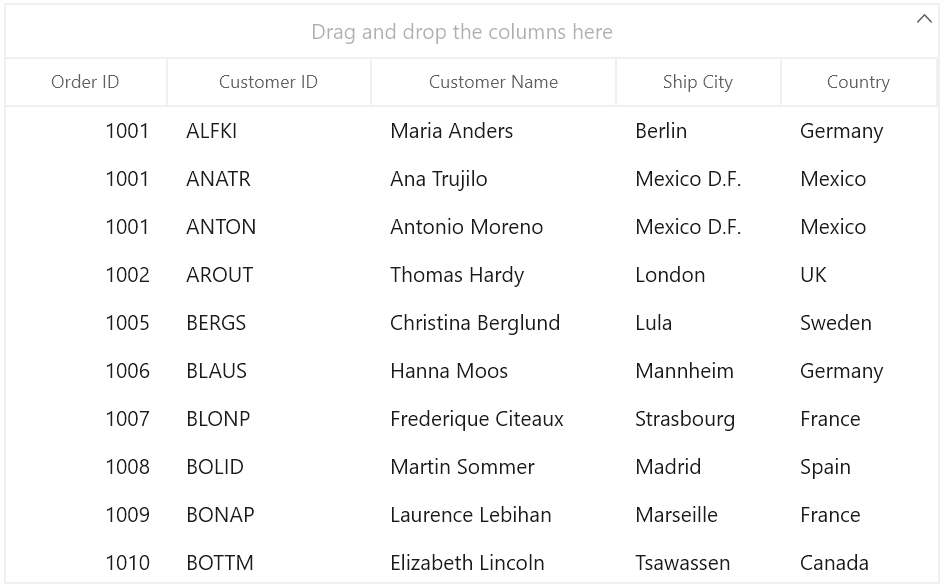 Drag and drop the columns here
Order ID Customer ID Customer Name Ship City Country
1001 ALFKI Maria Anders Berlin Germany
1001 ANATR Ana Trujilo Mexico D.F. Mexico
1001 ANTON Antonio Moreno Mexico D.F. Mexico
1002 AROUT Thomas Hardy London UK
1005 BERGS Christina Berglund Lula Sweden
1006 BLAUS Hanna Moos Mannheim Germany
1007 BLONP Frederique Citeaux Strasbourg France
1008 BOLID Martin Sommer Madrid Spain
1009 BONAP Laurence Lebihan Marseille France
1010 BOTTM Elizabeth Lincoln Tsawassen Canada